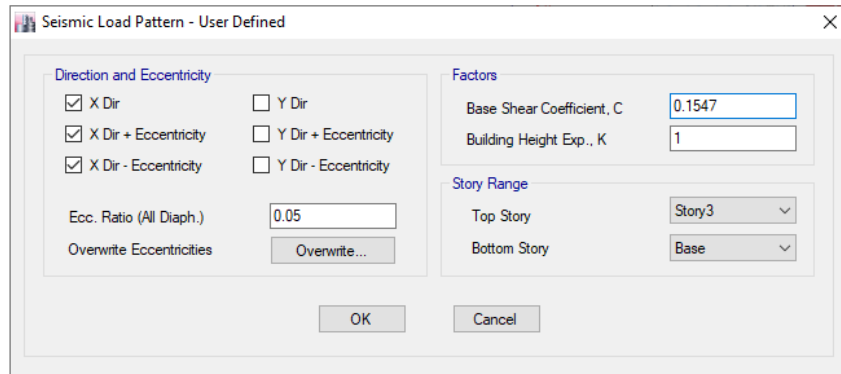 Seismic Load Pattern - User Defined
Direction and Eccentricity
X Dir
Y Dir
X Dir + Eccentricity
Y Dir + Eccentricity
X Dir - Eccentricity
Y Dir - Eccentricity
Ecc. Ratio (All Diaph.)
0.05
Overwrite Eccentricities
Overwrite...
Factors
Base Shear Coefficient, C
0.1547
Building Height Exp., K
1
Story Range
Top Story
Story3
Bottom Story
Base
OK
Cancel